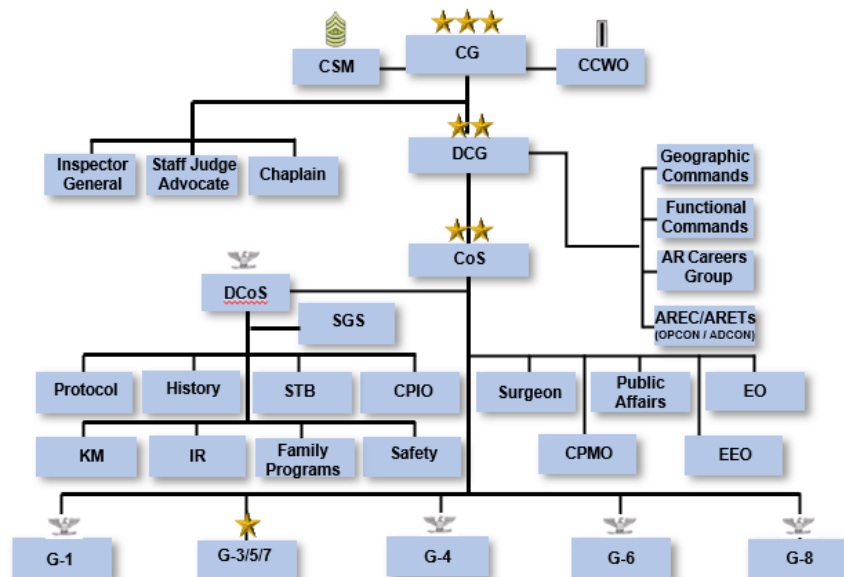 CG
CSM
CCWO
DCG
Inspector
General
Staff Judge
Advocate
Chaplain
Geographic
Commands
Functional
Commands
AR Careers
Group
AREC/ARETs
(OPCON / ADCON)
CoS
DCoS
SGS
Protocol
History
STB
CPIO
KM
IR
Family
Programs
Safety
Surgeon
Public
Affairs
EO
CPMO
EEO
G-1
G-3/5/7
G-4
G-6
G-8